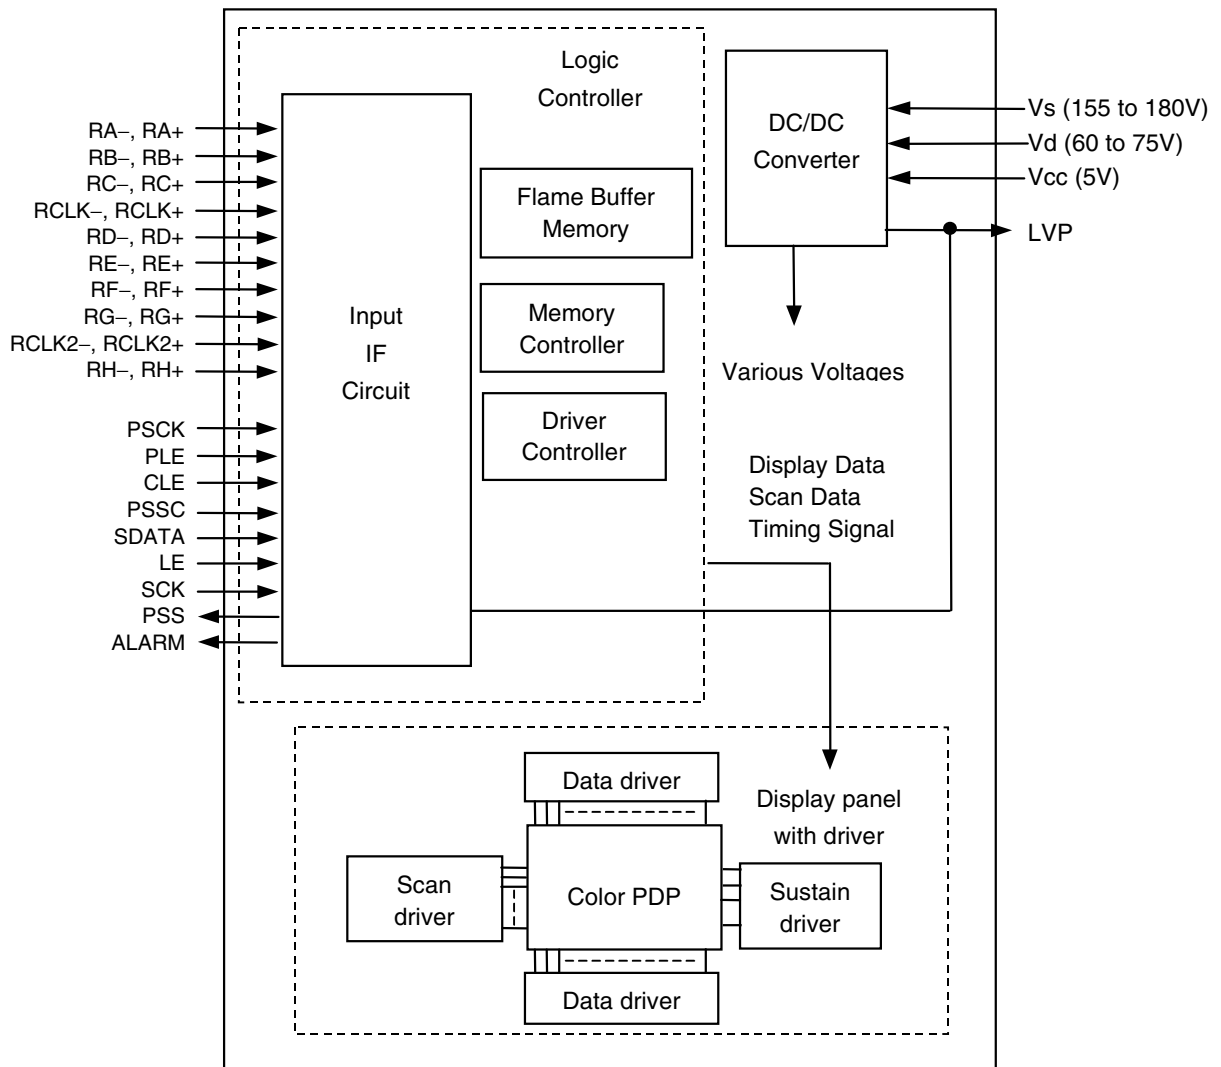 RA−, RA+
RB−, RB+
RC−, RC+
RCLK−, RCLK+
RD−, RD+
RE−, RE+
RF−, RF+
RG−, RG+
RCLK2−, RCLK2+
RH−, RH+
PSCK
PLE
CLE
PSSC
SDATA
LE
SCK
PSS
ALARM
Input
IF
Circuit
Logic
Controller
Flame Buffer
Memory
Memory
Controller
Driver
Controller
DC/DC
Converter
Vs (155 to 180V)
Vd (60 to 75V)
Vcc (5V)
LVP
Various Voltages
Display Data
Scan Data
Timing Signal
Data driver
Display panel
with driver
Scan
driver
Color PDP
Sustain
driver
Data driver